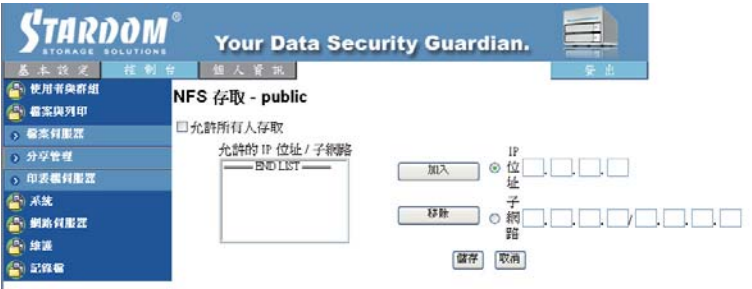 STARDOM®
STORAGE SOLUTIONS
Your Data Security Guardian.
基本設定 控制台 個人資訊 登出
使用者與群組
檔案與列印
檔案伺服器
分享管理
印表機伺服器
系統
網路伺服器
維護
記錄檔
NFS 存取 - public
允許所有人存取
允許的 IP 位址 / 子網路
END LIST
加入
IP
位
址
. . .
移除
子
網
路
. . . / . . .
儲存 取消